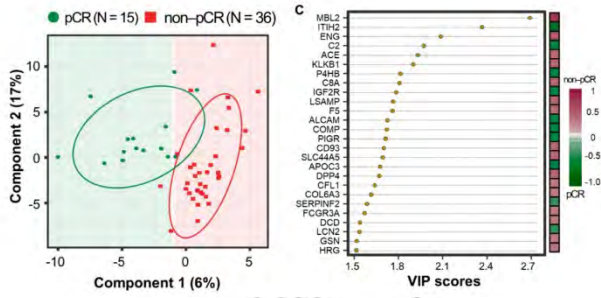 pCR (N = 15) non–pCR (N = 36)
Component 2 (17%)
10
5
0
-5
-10
-5
0
5
Component 1 (6%)
C
MBL2
ITIH2
ENG
C2
ACE
KLKB1
P4HB
C8A
IGF2R
LSAMP
F5
ALCAM
COMP
PIGR
CD93
SLC44A5
APOC3
DPP4
CFL1
COL6A3
SERPINF2
FCGR3A
DCD
LCN2
GSN
HRG
1.5
1.8
2.1
2.4
2.7
VIP scores
non-pCR
1.0
0.5
0
-0.5
-1.0
pCR